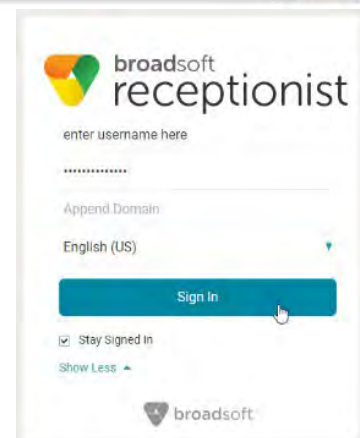 broadsoft
receptionist
enter username here
••••••••••••••
Append Domain
English (US)
Sign In
Stay Signed In
Show Less
broadsoft